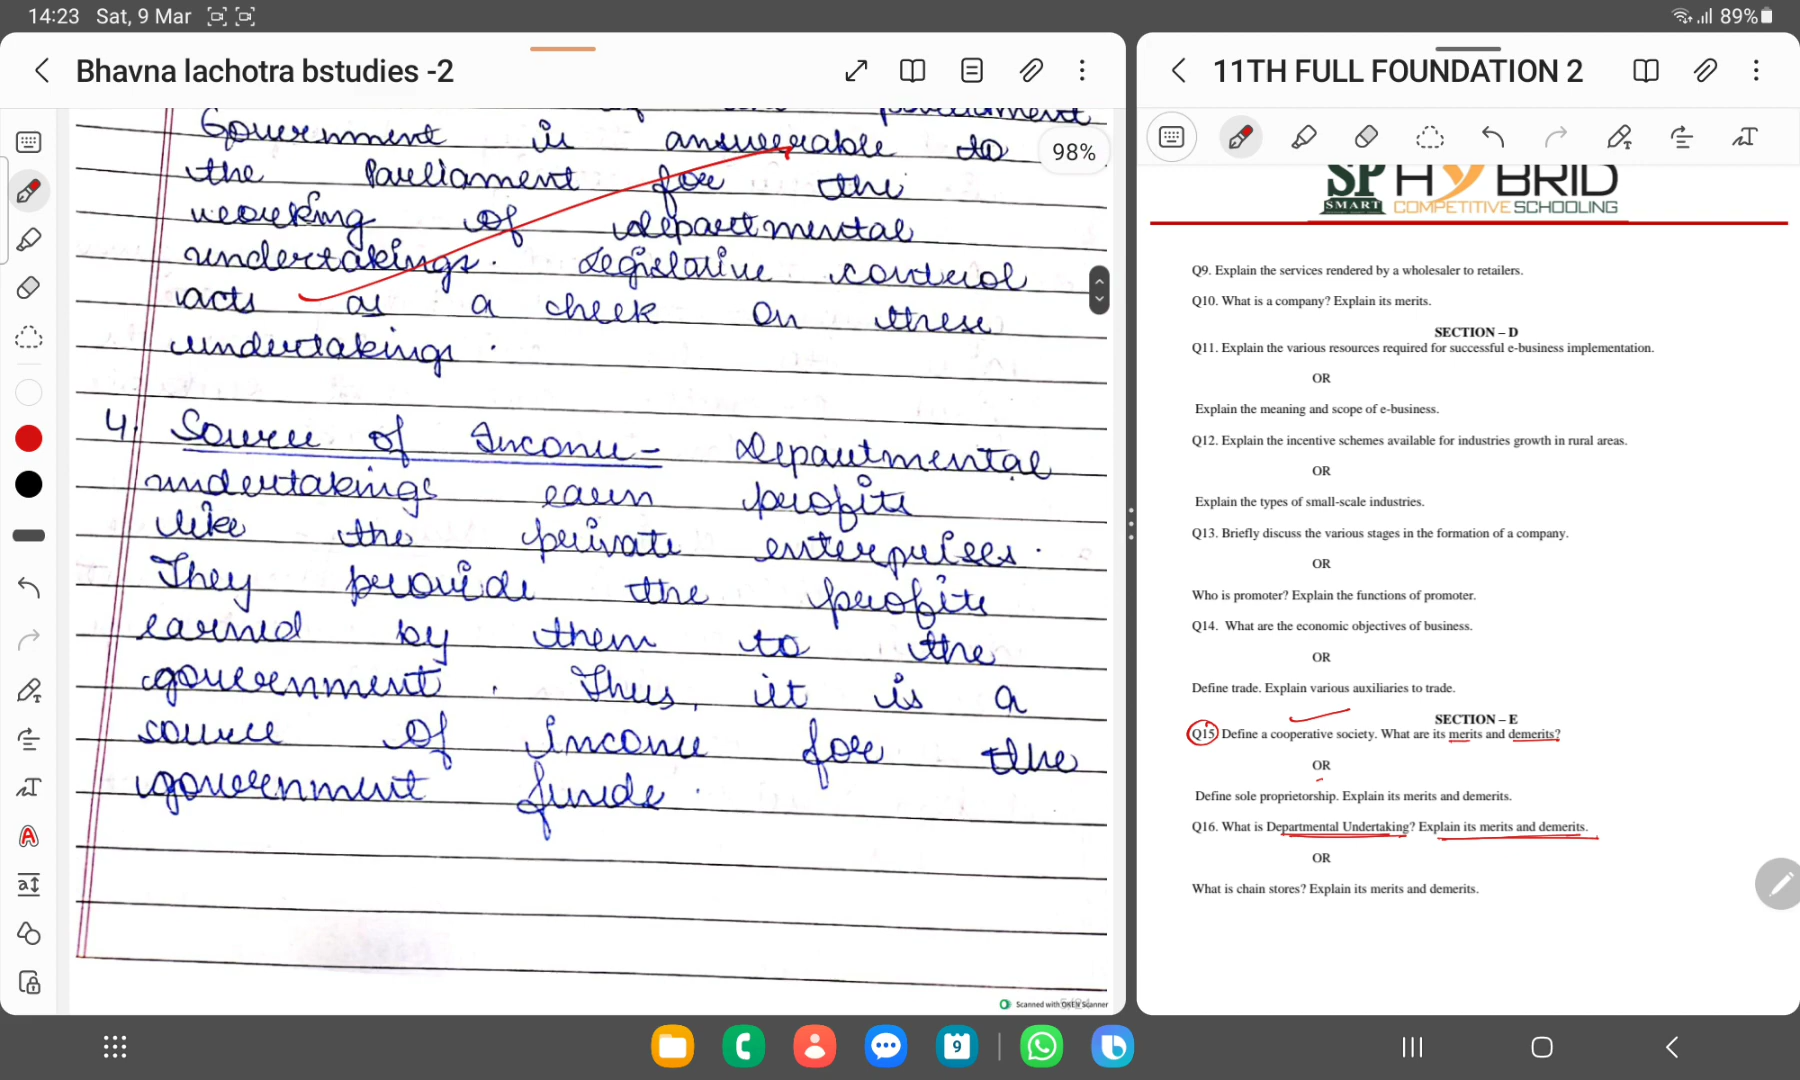 14:23 Sat, 9 Mar
89%
Bhavna lachotra bstudies -2
Government is answerable to
98%
the Parliament for the
working of departmental
undertakings. Legislative control
acts as a check on these
undertakings.
4. Source of Income - Departmental
undertakings earn profits
like the private enterprises.
They provide the profits
earned by them to the
government. Thus, it is a
source of income for the
government funds.
Scanned with OKEN Scanner
11TH FULL FOUNDATION 2
SP HYBRID
SMART COMPETITIVE SCHOOLING
Q9. Explain the services rendered by a wholesaler to retailers.
Q10. What is a company? Explain its merits.
SECTION – D
Q11. Explain the various resources required for successful e-business implementation.
OR
Explain the meaning and scope of e-business.
Q12. Explain the incentive schemes available for industries growth in rural areas.
OR
Explain the types of small-scale industries.
Q13. Briefly discuss the various stages in the formation of a company.
OR
Who is promoter? Explain the functions of promoter.
Q14. What are the economic objectives of business.
OR
Define trade. Explain various auxiliaries to trade.
SECTION – E
Q15 Define a cooperative society. What are its merits and demerits?
OR
Define sole proprietorship. Explain its merits and demerits.
Q16. What is Departmental Undertaking? Explain its merits and demerits.
OR
What is chain stores? Explain its merits and demerits.
9